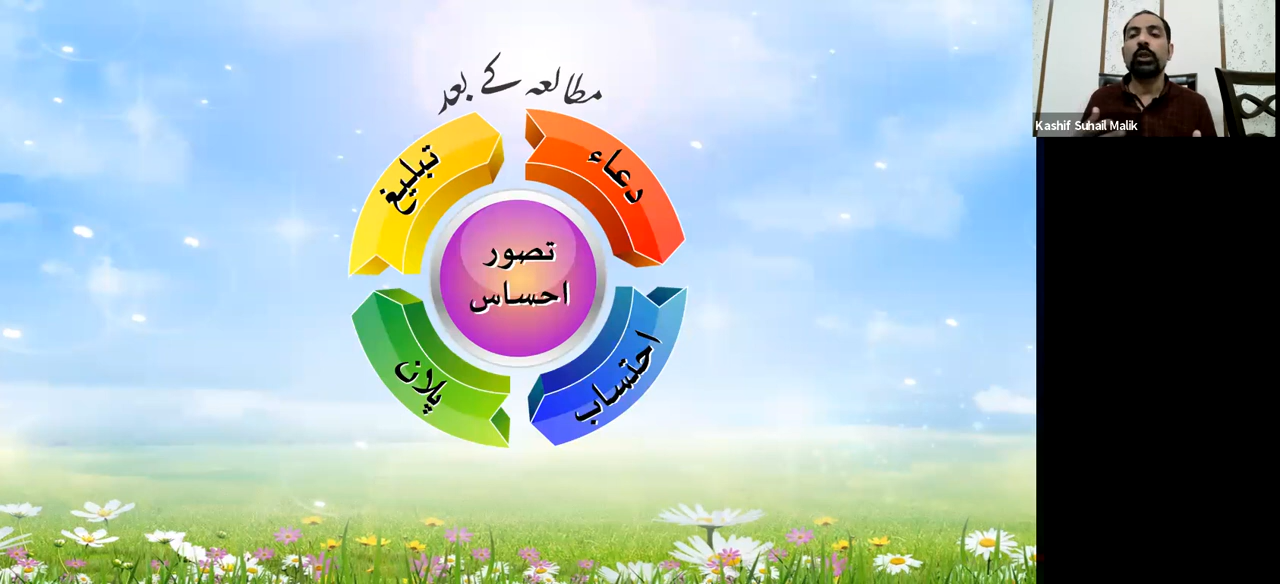 مطالعہ کے بعد
دعاء
تبلیغ
تصور
احساس
احتساب
پلان
Kashif Suhail Malik